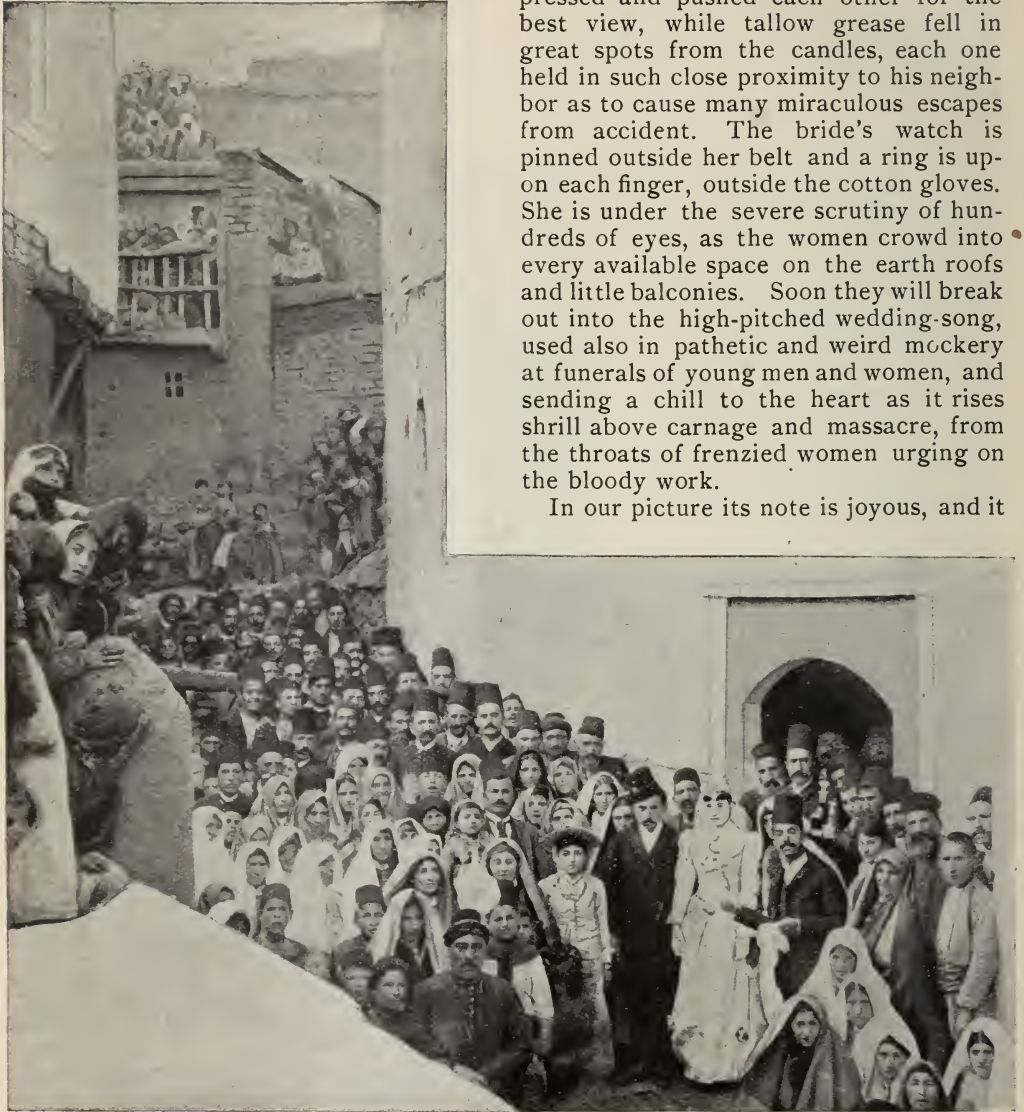 pressed and pushed each other for the
best view, while tallow grease fell in
great spots from the candles, each one
held in such close proximity to his neigh-
bor as to cause many miraculous escapes
from accident. The bride's watch is
pinned outside her belt and a ring is up-
on each finger, outside the cotton gloves.
She is under the severe scrutiny of hun-
dreds of eyes, as the women crowd into
every available space on the earth roofs
and little balconies. Soon they will break
out into the high-pitched wedding-song,
used also in pathetic and weird mockery
at funerals of young men and women, and
sending a chill to the heart as it rises
shrill above carnage and massacre, from
the throats of frenzied women urging on
the bloody work.
In our picture its note is joyous, and it